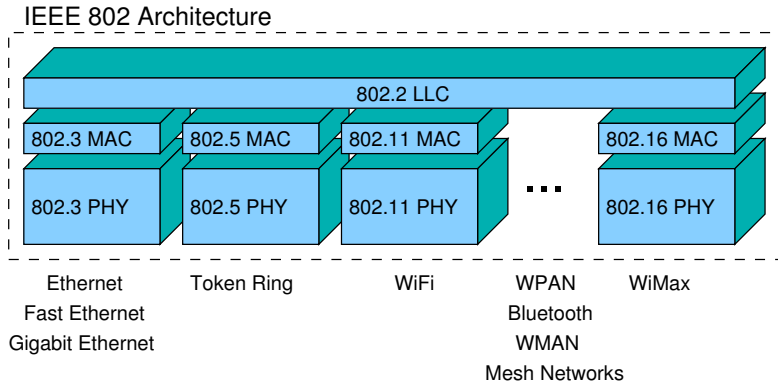 IEEE 802 Architecture
802.2 LLC
802.3 MAC
802.5 MAC
802.11 MAC
802.16 MAC
802.3 PHY
802.5 PHY
802.11 PHY
...
802.16 PHY
Ethernet
Token Ring
WiFi
WPAN
WiMax
Fast Ethernet
Bluetooth
Gigabit Ethernet
WMAN
Mesh Networks